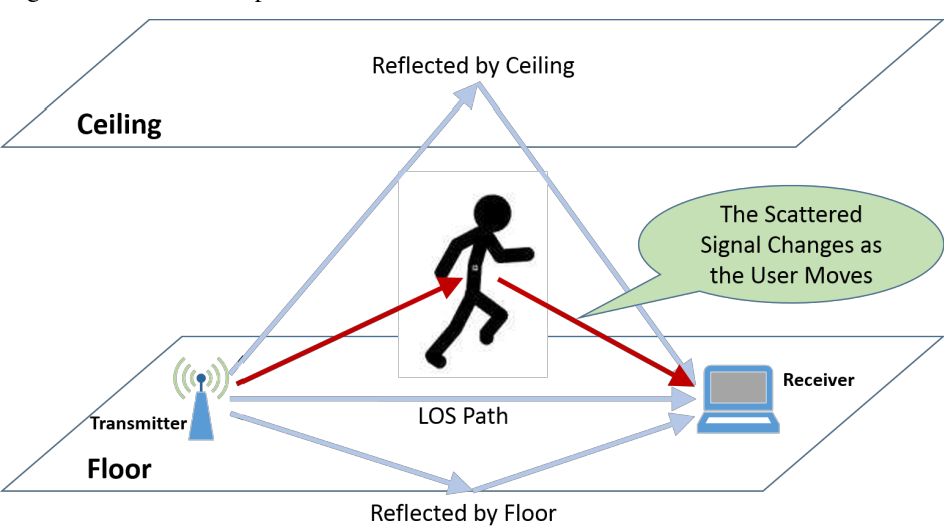 Reflected by Ceiling
Ceiling
The Scattered
Signal Changes as
the User Moves
Receiver
Transmitter
LOS Path
Floor
Reflected by Floor